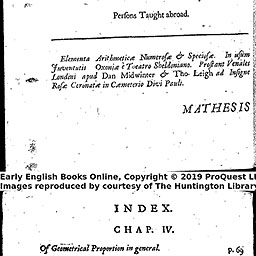 Persons Taught abroad.
Elementa Arithmeticæ Numerosæ & Speciosæ. In usum
Juventutis Oxoniæ è Theatro Sheldoniano. Prostant Venales
Londini apud Dan Midwinter & Tho. Leigh ad Insigne
Rosæ Coronatæ in Cœmeterio Divi Pauli.
MATHESIS
Early English Books Online, Copyright © 2019 ProQuest LL
Images reproduced by courtesy of The Huntington Library
INDEX.
CHAP. IV.
Of Geometrical Proportion in general. p. 69